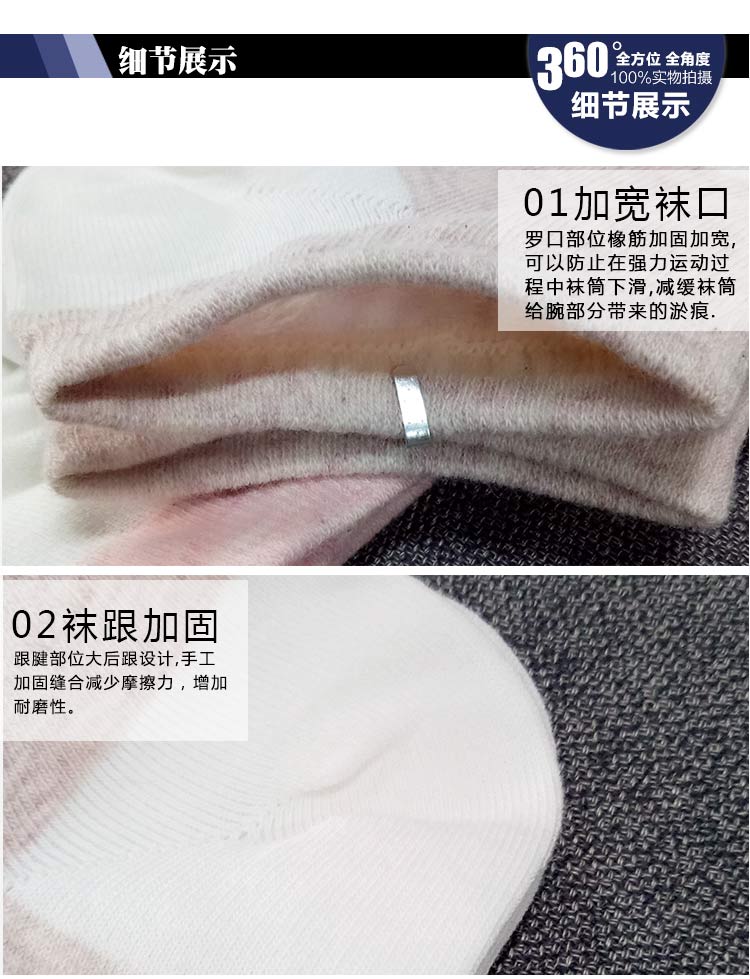 细节展示
360°全方位 全角度
100%实物拍摄
细节展示
01加宽袜口
罗口部位橡筋加固加宽,
可以防止在强力运动过
程中袜筒下滑,减缓袜筒
给腕部分带来的淤痕.
02袜跟加固
跟腱部位大后跟设计,手工
加固缝合减少摩擦力，增加
耐磨性。